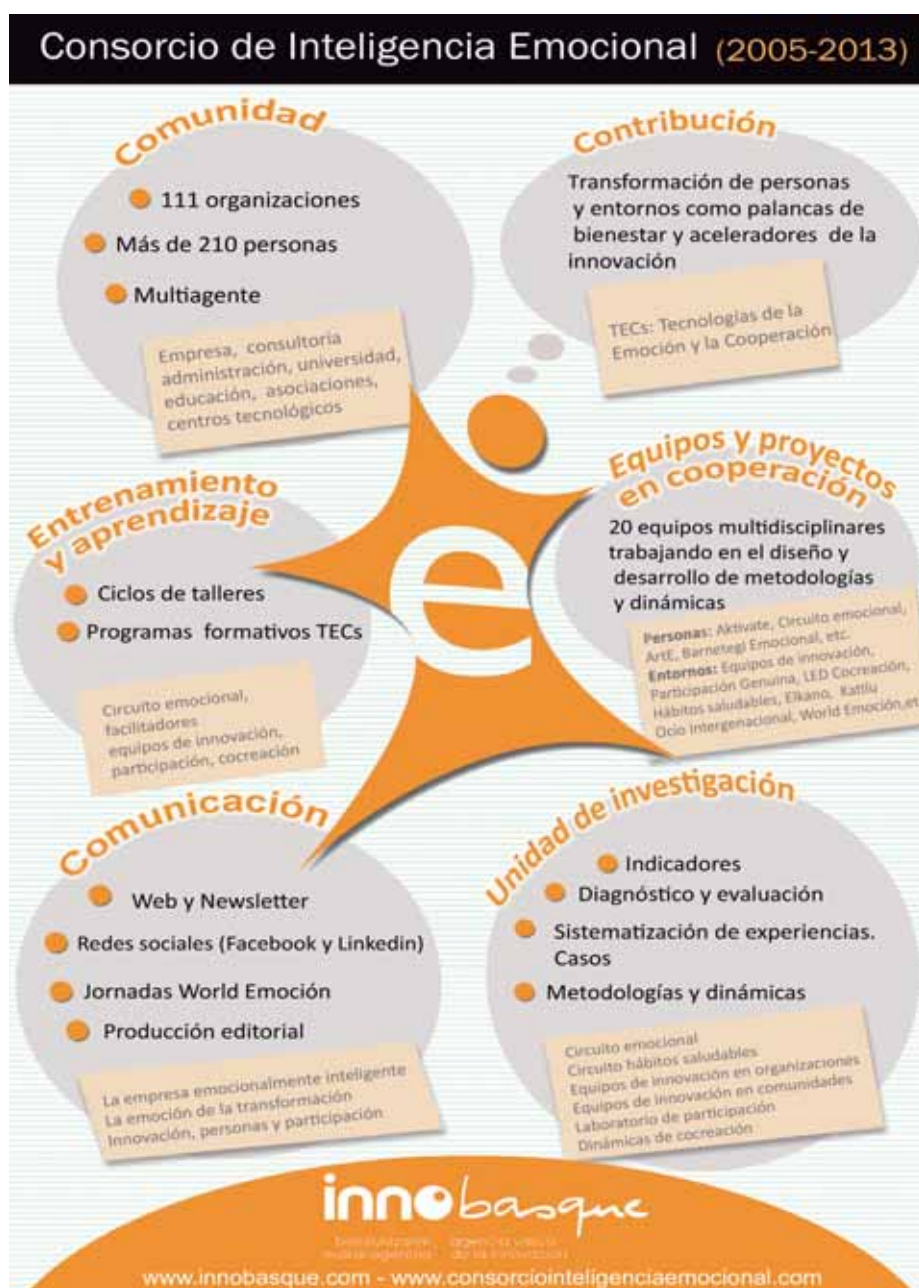 Consorcio de Inteligencia Emocional (2005-2013)
Comunidad
111 organizaciones
Más de 210 personas
Multiagente
Empresa, consultoria
administración, universidad,
educación, asociaciones,
centros tecnológicos
Contribución
Transformación de personas
y entornos como palancas de
bienestar y aceleradores de la
innovación
TECs: Tecnologías de la
Emoción y la Cooperación
Entrenamiento
y aprendizaje
Ciclos de talleres
Programas formativos TECs
Circuito emocional,
facilitadores
equipos de innovación,
participación, cocreación
Equipos y proyectos
en cooperación
20 equipos multidisciplinares
trabajando en el diseño y
desarrollo de metodologías
y dinámicas
Personas: Aktivate, Circuito emocional,
ArtE, Barnetegi Emocional, etc.
Entornos: Equipos de innovación,
Participación Genuina, LED Cocreación,
Hábitos saludables, Elkano,
Ocio Intergenacional, World Emoción,et
e
Comunicación
Web y Newsletter
Redes sociales (Facebook y Linkedin)
Jornadas World Emoción
Producción editorial
La empresa emocionalmente inteligente
La emoción de la transformación
Innovación, personas y participación
Unidad de investigación
Indicadores
Diagnóstico y evaluación
Sistematización de experiencias.
Casos
Metodologías y dinámicas
Circuito emocional
Circuito hábitos saludables
Equipos de innovación en organizaciones
Equipos de innovación en comunidades
Laboratorio de participación
Dinámicas de cocreación
innobasque
agencia vasca
de la innovación
www.innobasque.com - www.consorciointeligenciaemocional.com